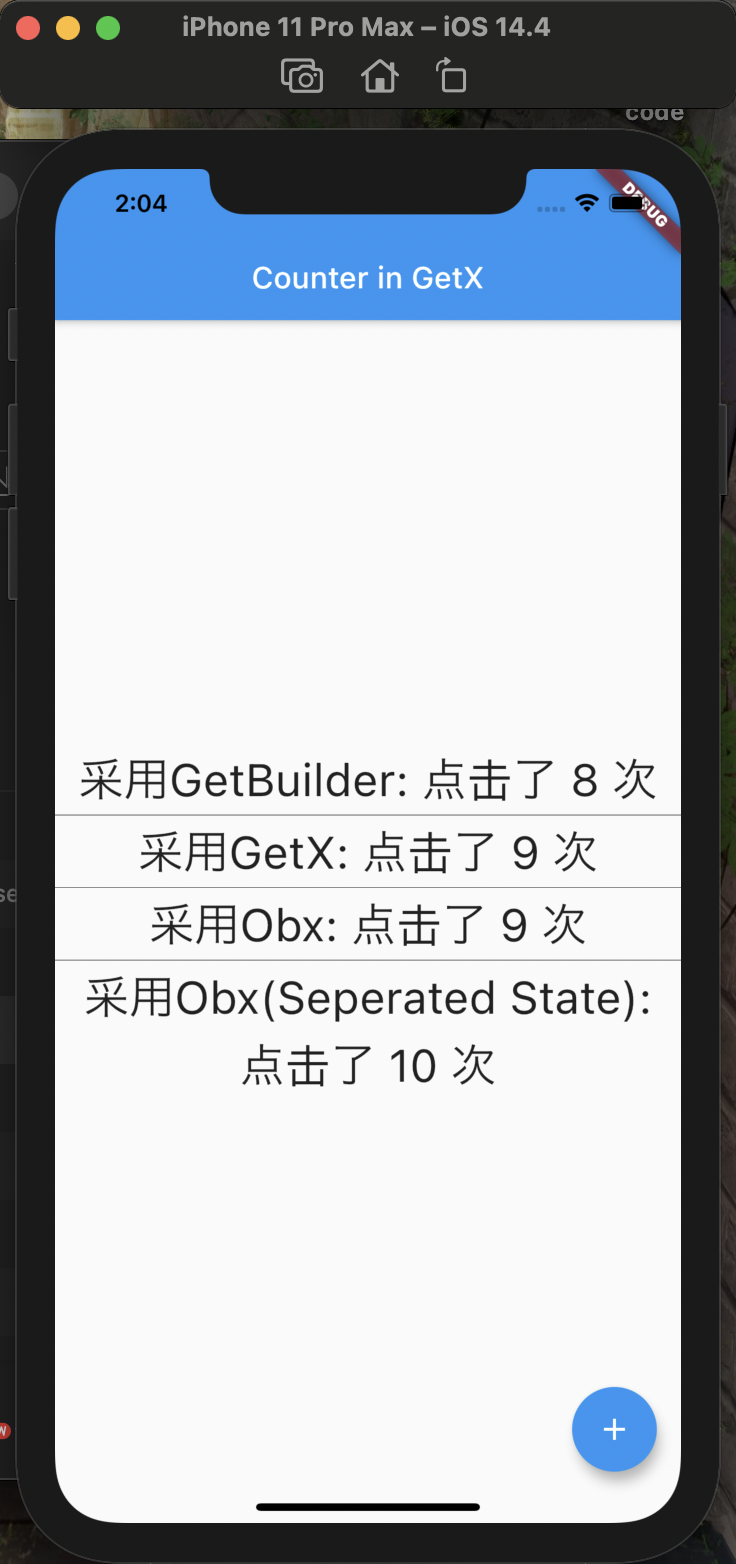 iPhone 11 Pro Max – iOS 14.4
code
2:04
DEBUG
Counter in GetX
采用GetBuilder: 点击了 8 次
采用GetX: 点击了 9 次
采用Obx: 点击了 9 次
采用Obx(Seperated State):
点击了 10 次
se
W